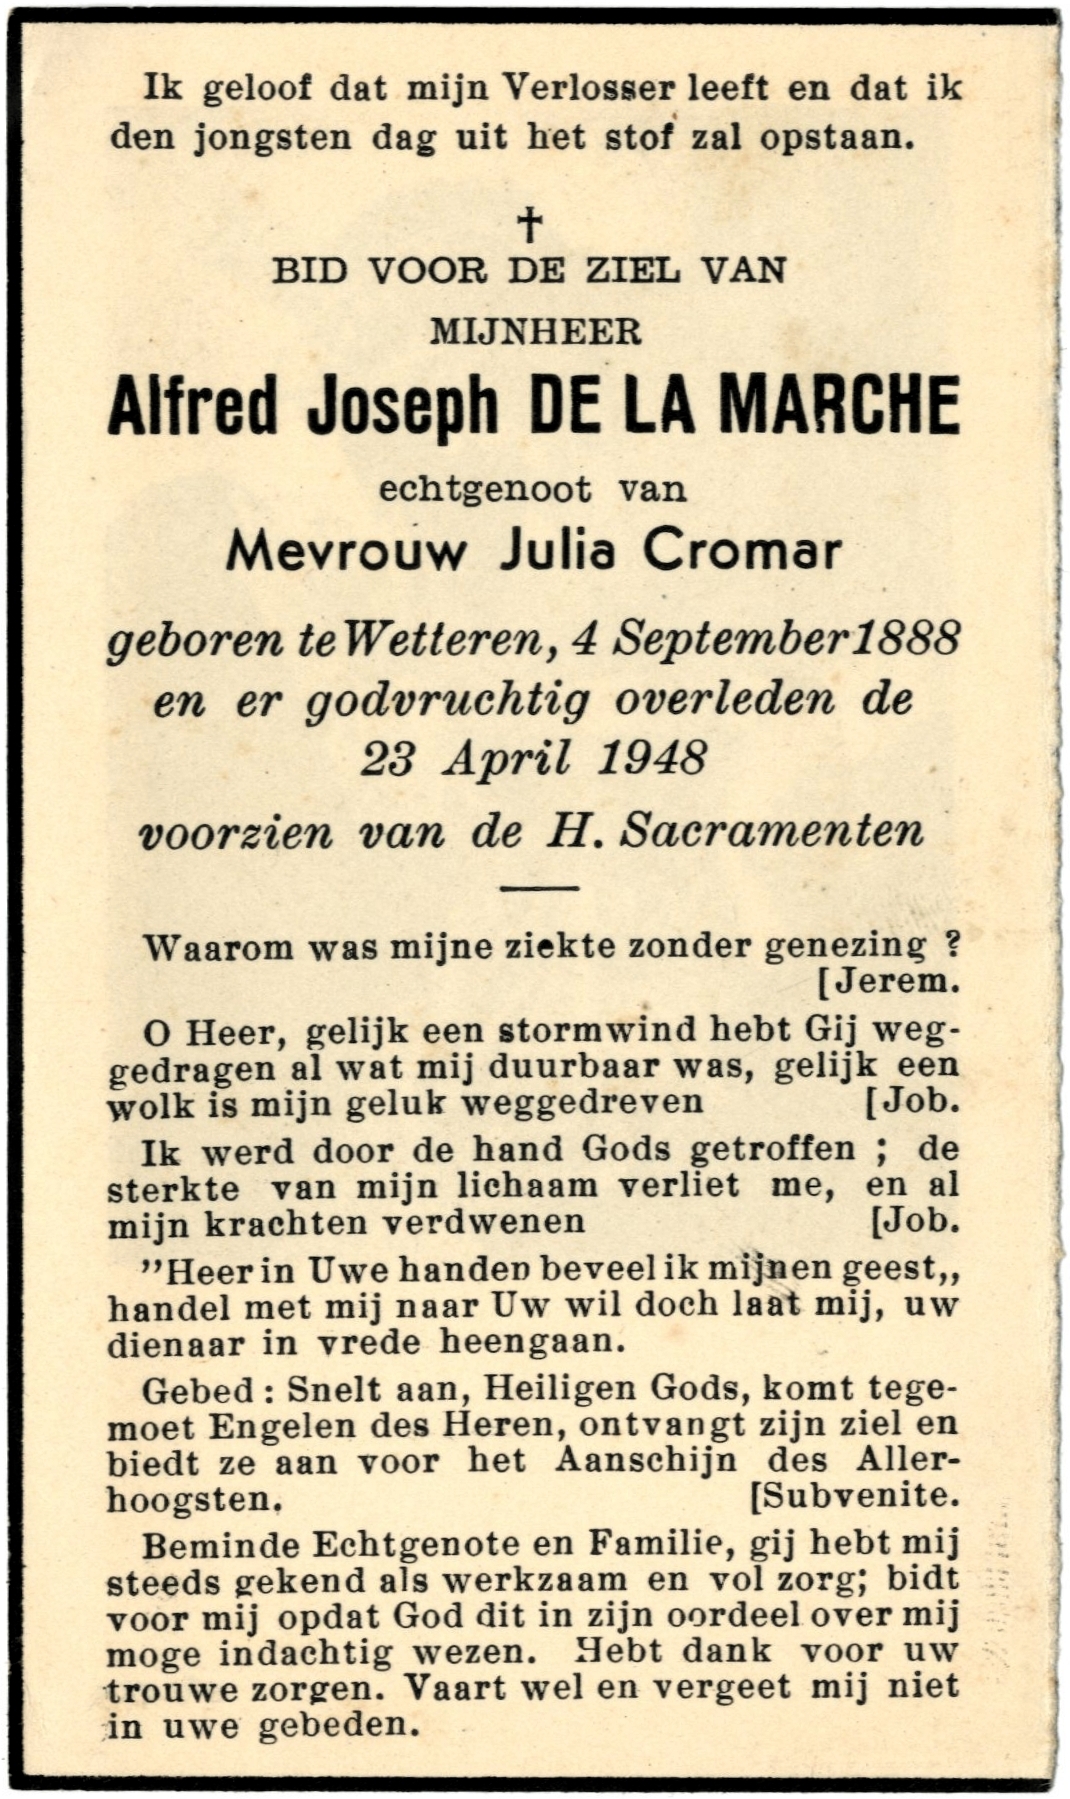 Ik geloof dat mijn Verlosser leeft en dat ik
den jongsten dag uit het stof zal opstaan.
†
BID VOOR DE ZIEL VAN
MIJNHEER
Alfred Joseph DE LA MARCHE
echtgenoot van
Mevrouw Julia Cromar
geboren te Wetteren, 4 September 1888
en er godvruchtig overleden de
23 April 1948
voorzien van de H. Sacramenten
Waarom was mijne ziekte zonder genezing ?
[Jerem.
O Heer, gelijk een stormwind hebt Gij weg-
gedragen al wat mij duurbaar was, gelijk een
wolk is mijn geluk weggedreven [Job.
Ik werd door de hand Gods getroffen ; de
sterkte van mijn lichaam verliet me, en al
mijn krachten verdwenen [Job.
”Heer in Uwe handen beveel ik mijnen geest,,
handel met mij naar Uw wil doch laat mij, uw
dienaar in vrede heengaan.
Gebed : Snelt aan, Heiligen Gods, komt tege-
moet Engelen des Heren, ontvangt zijn ziel en
biedt ze aan voor het Aanschijn des Aller-
hoogsten. [Subvenite.
Beminde Echtgenote en Familie, gij hebt mij
steeds gekend als werkzaam en vol zorg; bidt
voor mij opdat God dit in zijn oordeel over mij
moge indachtig wezen. Hebt dank voor uw
trouwe zorgen. Vaart wel en vergeet mij niet
in uwe gebeden.